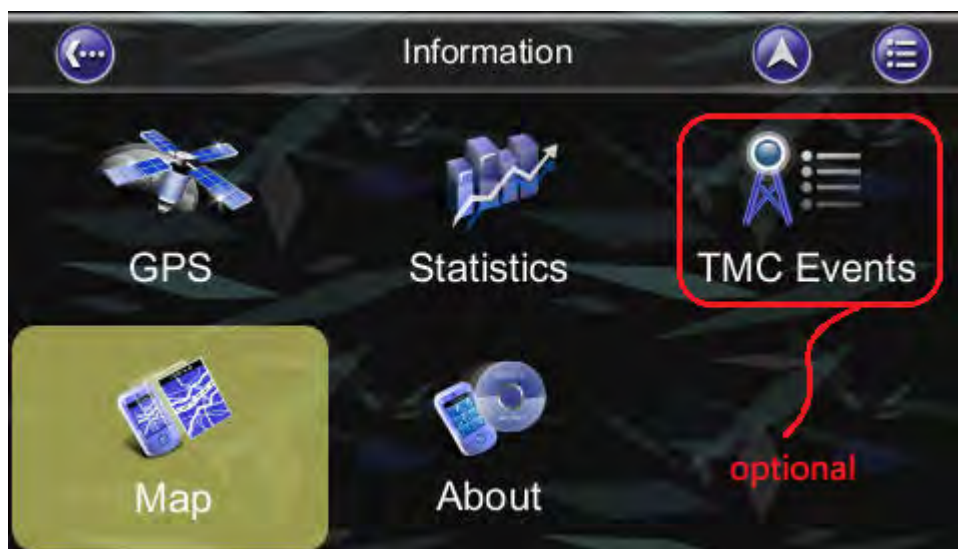 Information
GPS
Statistics
TMC Events
Map
About
optional